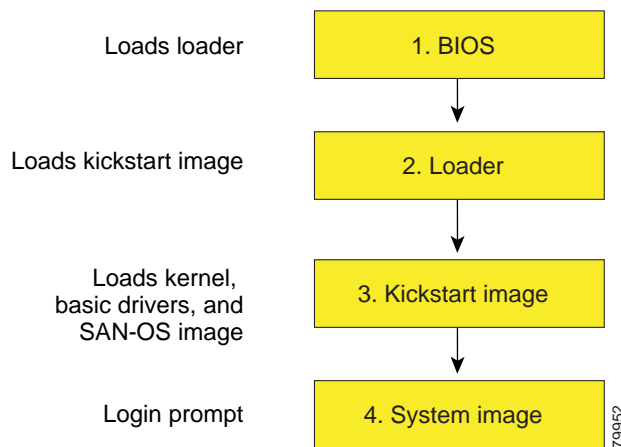 Loads loader
1. BIOS
Loads kickstart image
2. Loader
Loads kernel,
basic drivers, and
SAN-OS image
3. Kickstart image
Login prompt
4. System image
79952